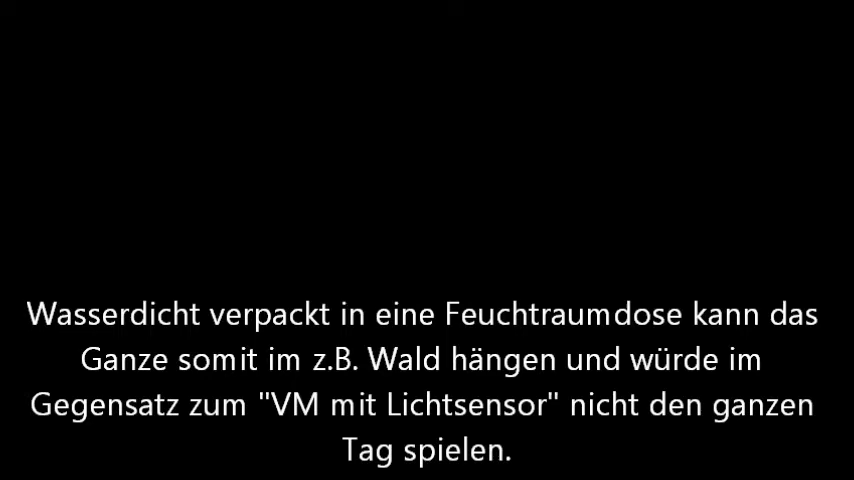 Wasserdicht verpackt in eine Feuchtraumdose kann das
Ganze somit im z.B. Wald hängen und würde im
Gegensatz zum "VM mit Lichtsensor" nicht den ganzen
Tag spielen.